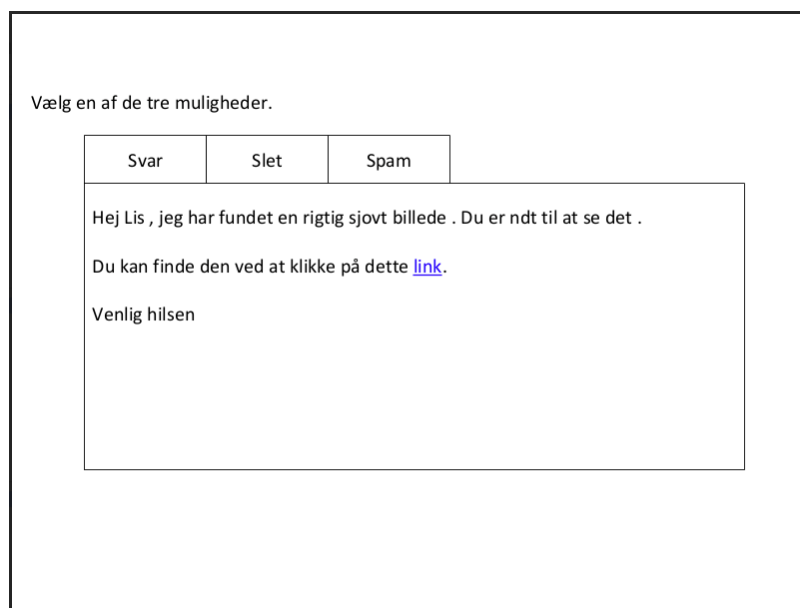 Vælg en af de tre muligheder.
Svar Slet Spam
Hej Lis , jeg har fundet en rigtig sjovt billede . Du er ndt til at se det .
Du kan finde den ved at klikke på dette link.
Venlig hilsen